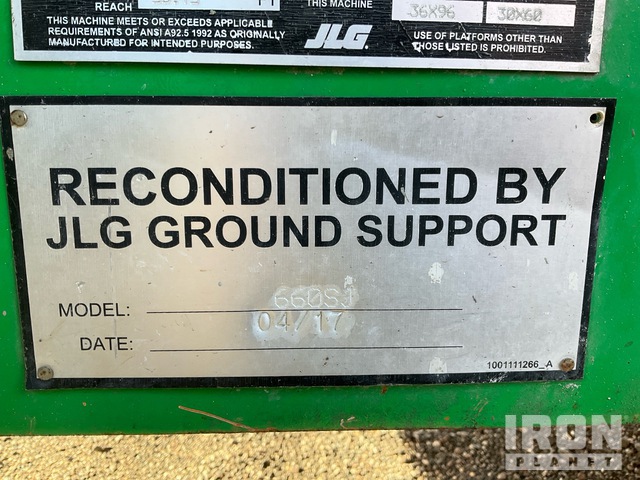 REACH FT
THIS MACHINE
36X96 30X60
THIS MACHINE MEETS OR EXCEEDS APPLICABLE
REQUIREMENTS OF ANSI A92.5 1992 AS ORIGINALLY
MANUFACTURED FOR INTENDED PURPOSES.
JLG
USE OF PLATFORMS OTHER THAN
THOSE LISTED IS PROHIBITED.
RECONDITIONED BY
JLG GROUND SUPPORT
MODEL: 660SJ
DATE: 04/17
1001111266_A
IRON
PLANET